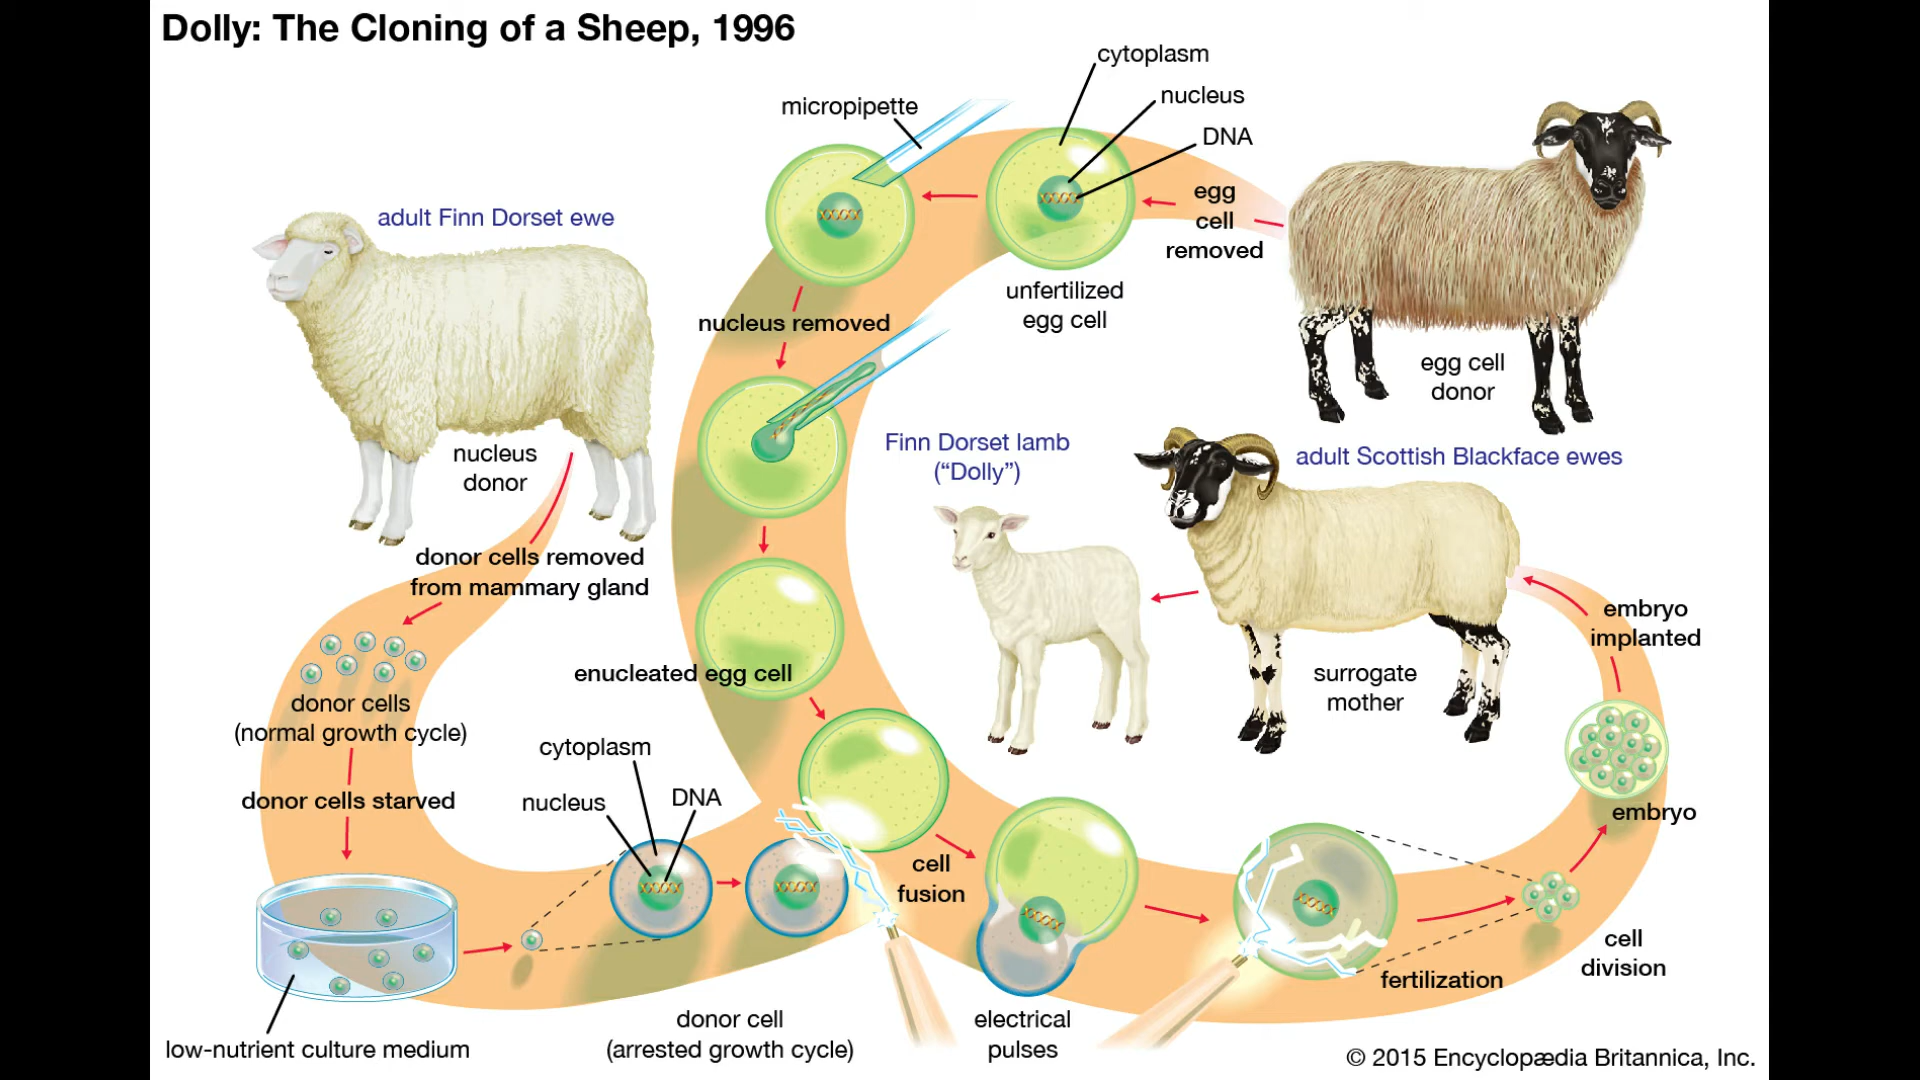 Dolly: The Cloning of a Sheep, 1996
cytoplasm
nucleus
DNA
micropipette
egg
cell
removed
unfertilized
egg cell
egg cell
donor
adult Finn Dorset ewe
nucleus
donor
nucleus removed
Finn Dorset lamb
(“Dolly”)
adult Scottish Blackface ewes
donor cells removed
from mammary gland
embryo
implanted
surrogate
mother
enucleated egg cell
donor cells
(normal growth cycle)
donor cells starved
cytoplasm
nucleus
DNA
embryo
cell
fusion
cell
division
fertilization
low-nutrient culture medium
donor cell
(arrested growth cycle)
electrical
pulses
© 2015 Encyclopædia Britannica, Inc.